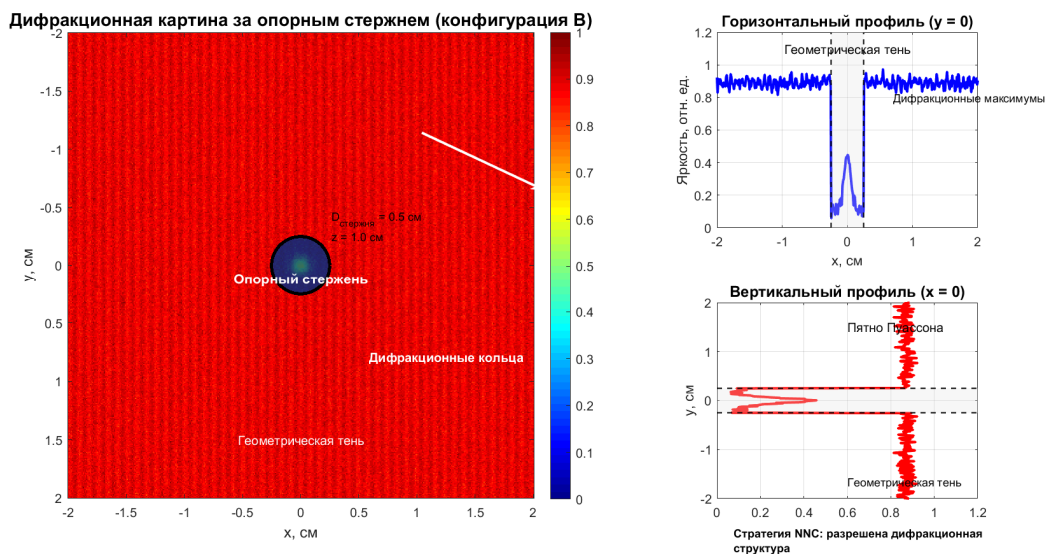 Дифракционная картина за опорным стержнем (конфигурация В)
-2
-1.5
-1
-0.5
0
0.5
1
1.5
2
y, см
-2 -1.5 -1 -0.5 0 0.5 1 1.5 2
x, см
D_стержня = 0.5 см
z = 1.0 см
Опорный стержень
Дифракционные кольца
Геометрическая тень
1
0.9
0.8
0.7
0.6
0.5
0.4
0.3
0.2
0.1
0
Горизонтальный профиль (y = 0)
1.2
1
0.8
0.6
0.4
0.2
0
Яркость, отн. ед.
Геометрическая тень
Дифракционные максимумы
-2 -1 0 1 2
x, см
Вертикальный профиль (x = 0)
2
1
0
-1
-2
y, см
Пятно Пуассона
Геометрическая тень
0 0.2 0.4 0.6 0.8 1 1.2
Стратегия NNC: разрешена дифракционная
структура